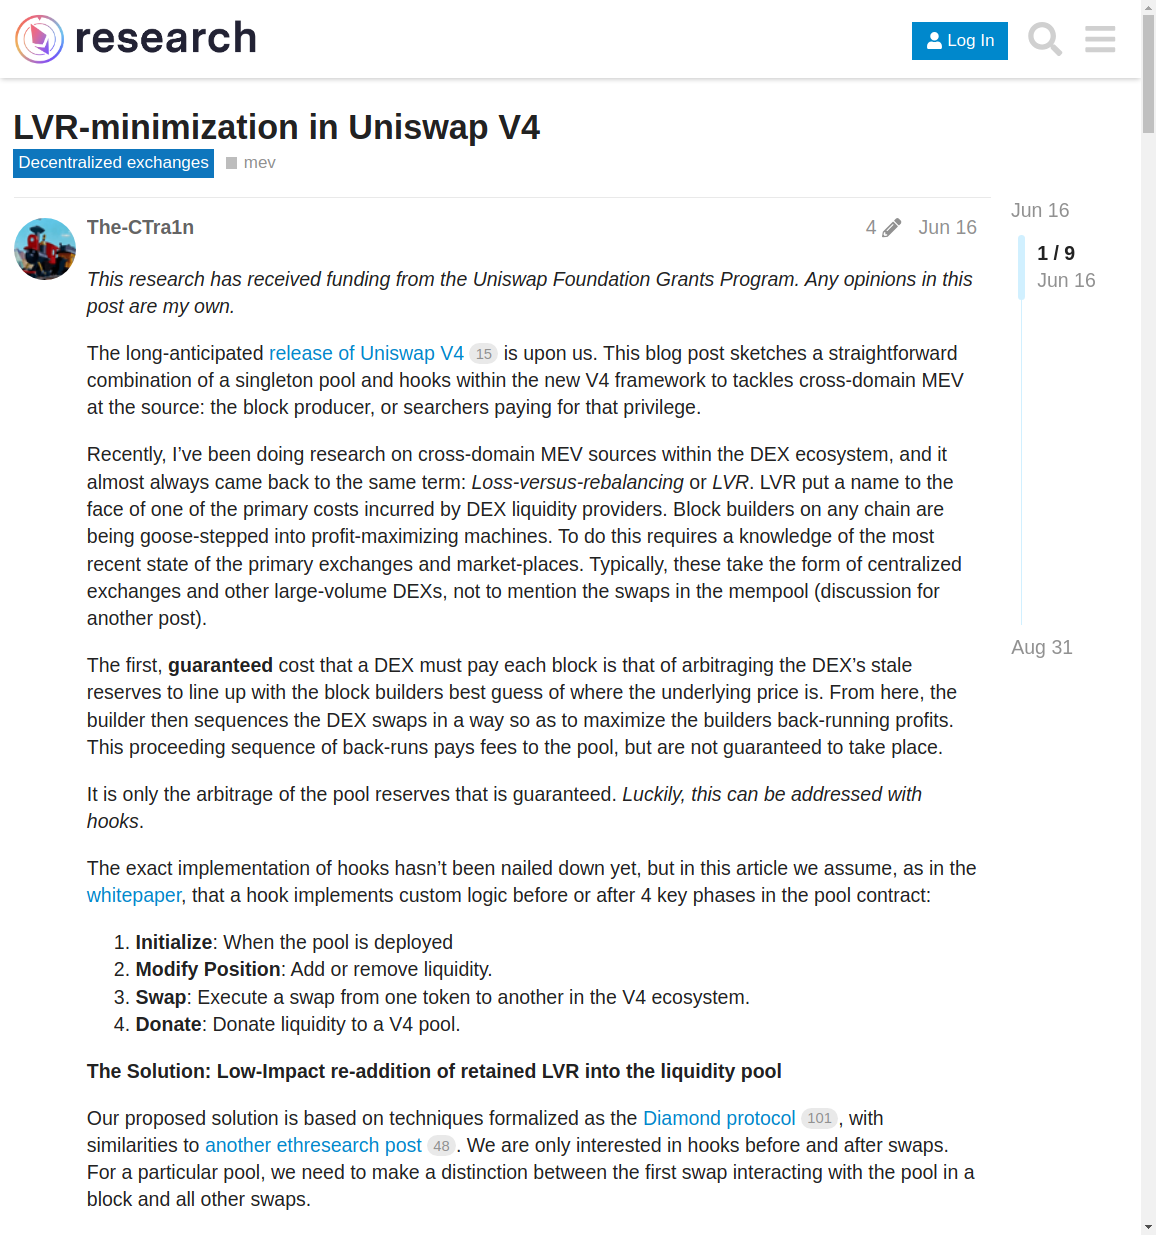 research
Log In
LVR-minimization in Uniswap V4
Decentralized exchanges
mev
The-CTra1n
4
Jun 16
Jun 16
1 / 9
Jun 16
Aug 31
This research has received funding from the Uniswap Foundation Grants Program. Any opinions in this
post are my own.
The long-anticipated release of Uniswap V4 15 is upon us. This blog post sketches a straightforward
combination of a singleton pool and hooks within the new V4 framework to tackles cross-domain MEV
at the source: the block producer, or searchers paying for that privilege.
Recently, I’ve been doing research on cross-domain MEV sources within the DEX ecosystem, and it
almost always came back to the same term: Loss-versus-rebalancing or LVR. LVR put a name to the
face of one of the primary costs incurred by DEX liquidity providers. Block builders on any chain are
being goose-stepped into profit-maximizing machines. To do this requires a knowledge of the most
recent state of the primary exchanges and market-places. Typically, these take the form of centralized
exchanges and other large-volume DEXs, not to mention the swaps in the mempool (discussion for
another post).
The first, guaranteed cost that a DEX must pay each block is that of arbitraging the DEX’s stale
reserves to line up with the block builders best guess of where the underlying price is. From here, the
builder then sequences the DEX swaps in a way so as to maximize the builders back-running profits.
This proceeding sequence of back-runs pays fees to the pool, but are not guaranteed to take place.
It is only the arbitrage of the pool reserves that is guaranteed. Luckily, this can be addressed with
hooks.
The exact implementation of hooks hasn’t been nailed down yet, but in this article we assume, as in the
whitepaper, that a hook implements custom logic before or after 4 key phases in the pool contract:
1. Initialize: When the pool is deployed
2. Modify Position: Add or remove liquidity.
3. Swap: Execute a swap from one token to another in the V4 ecosystem.
4. Donate: Donate liquidity to a V4 pool.
The Solution: Low-Impact re-addition of retained LVR into the liquidity pool
Our proposed solution is based on techniques formalized as the Diamond protocol 101, with
similarities to another ethresearch post 48. We are only interested in hooks before and after swaps.
For a particular pool, we need to make a distinction between the first swap interacting with the pool in a
block and all other swaps.